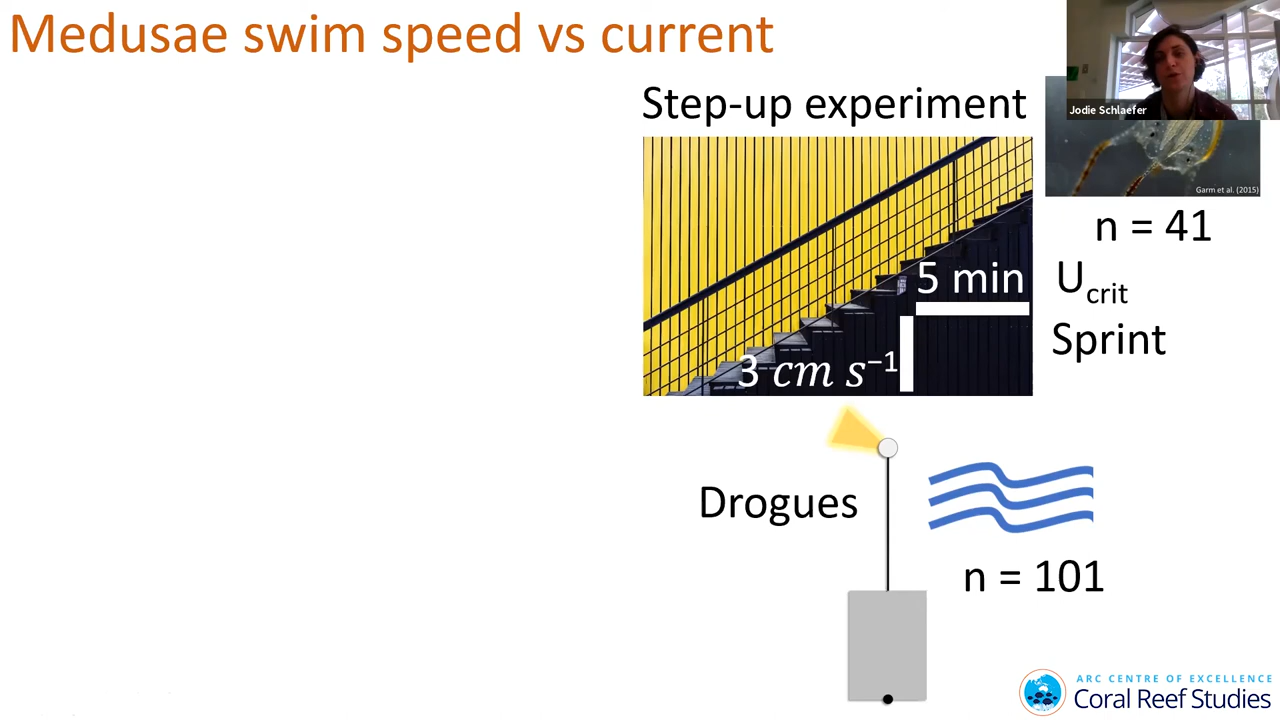 Medusae swim speed vs current
Jodie Schlaefer
Step-up experiment
Garm et al. (2015)
n = 41
5 min
U_crit
Sprint
3 cm s⁻¹
Drogues
n = 101
ARC CENTRE OF EXCELLENCE
Coral Reef Studies